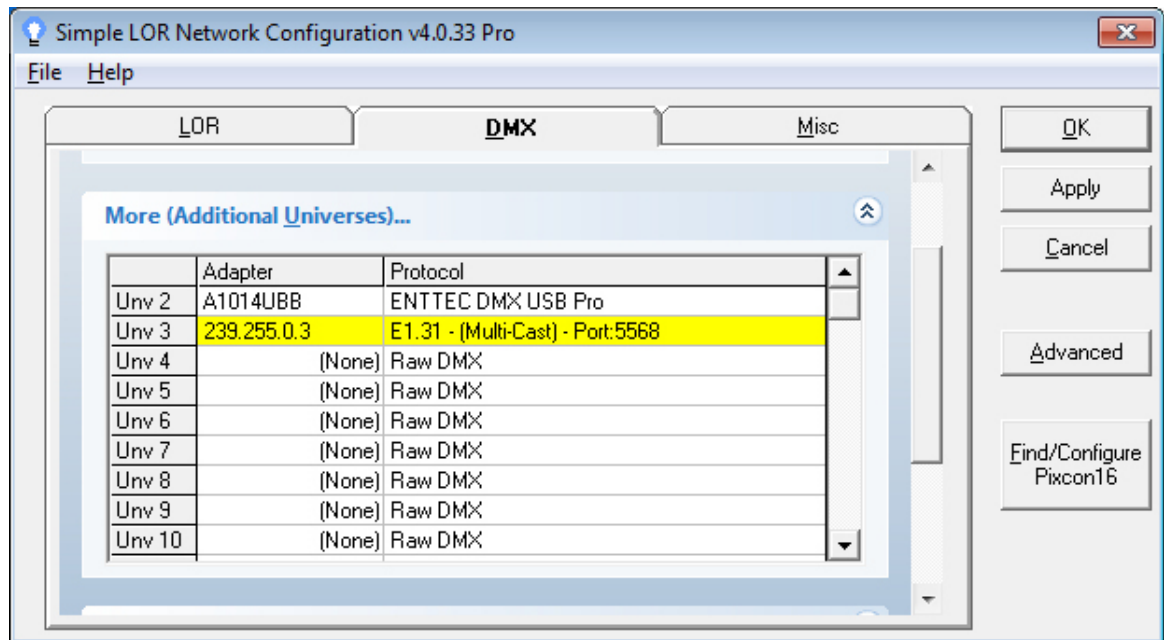 Simple LOR Network Configuration v4.0.33 Pro
File Help
LOR DMX Misc
OK
Apply
Cancel
Advanced
Find/Configure
Pixcon16
More (Additional Universes)...
Adapter Protocol
Unv 2 A1014UBB ENTTEC DMX USB Pro
Unv 3 239.255.0.3 E1.31 - (Multi-Cast) - Port:5568
Unv 4 (None) Raw DMX
Unv 5 (None) Raw DMX
Unv 6 (None) Raw DMX
Unv 7 (None) Raw DMX
Unv 8 (None) Raw DMX
Unv 9 (None) Raw DMX
Unv 10 (None) Raw DMX